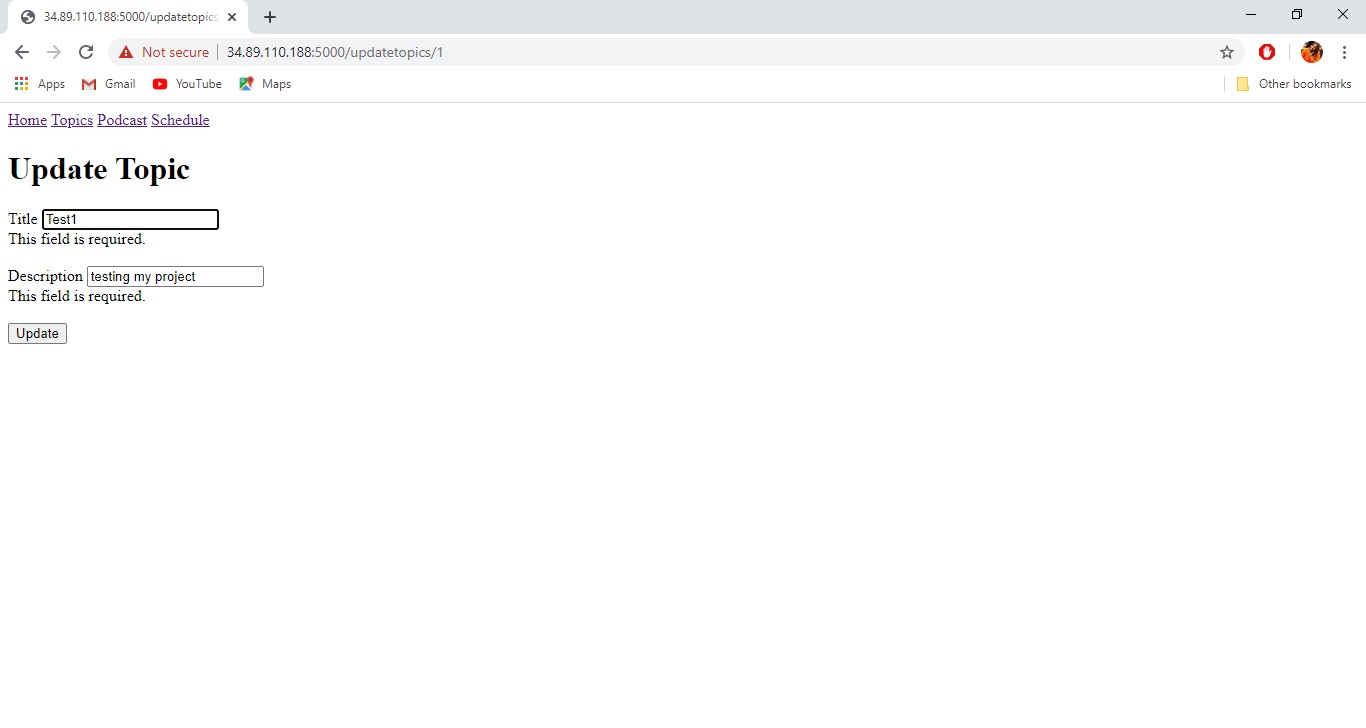 34.89.110.188:5000/updatetopics
Not secure 34.89.110.188:5000/updatetopics/1
Apps Gmail YouTube Maps Other bookmarks
Home Topics Podcast Schedule
Update Topic
Title Test1
This field is required.
Description testing my project
This field is required.
Update